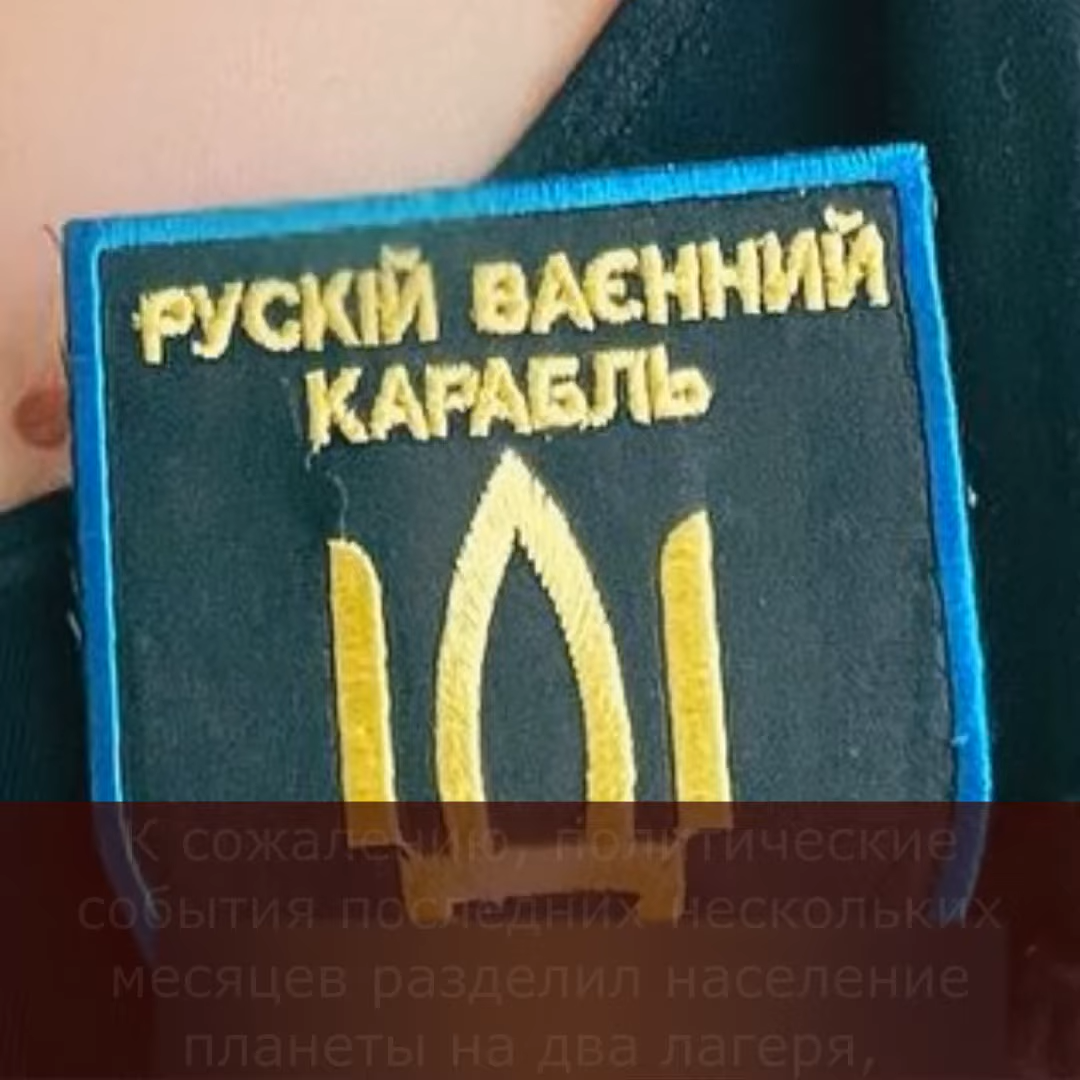 РУСКІЙ ВАЄННИЙ
КАРАБЛЬ
К сожалению, политические
события последних нескольких
месяцев разделил население
планеты на два лагеря,